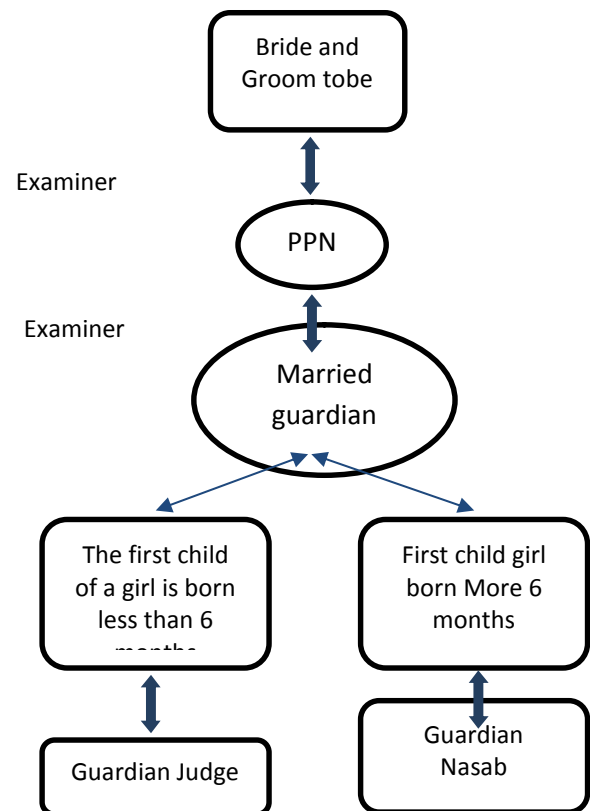 Bride and
Groom tobe
Examiner
PPN
Examiner
Married
guardian
The first child
of a girl is born
less than 6
months
First child girl
born More 6
months
Guardian Judge
Guardian
Nasab